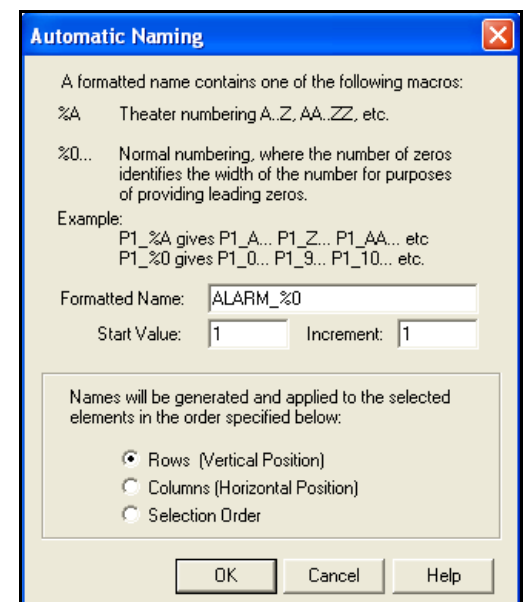 Automatic Naming
A formatted name contains one of the following macros:
%A Theater numbering A..Z, AA..ZZ, etc.
%0... Normal numbering, where the number of zeros
identifies the width of the number for purposes
of providing leading zeros.
Example:
P1_%A gives P1_A... P1_Z... P1_AA... etc
P1_%0 gives P1_0... P1_9... P1_10... etc.
Formatted Name: ALARM_%0
Start Value: 1 Increment: 1
Names will be generated and applied to the selected
elements in the order specified below:
Rows (Vertical Position)
Columns (Horizontal Position)
Selection Order
OK Cancel Help